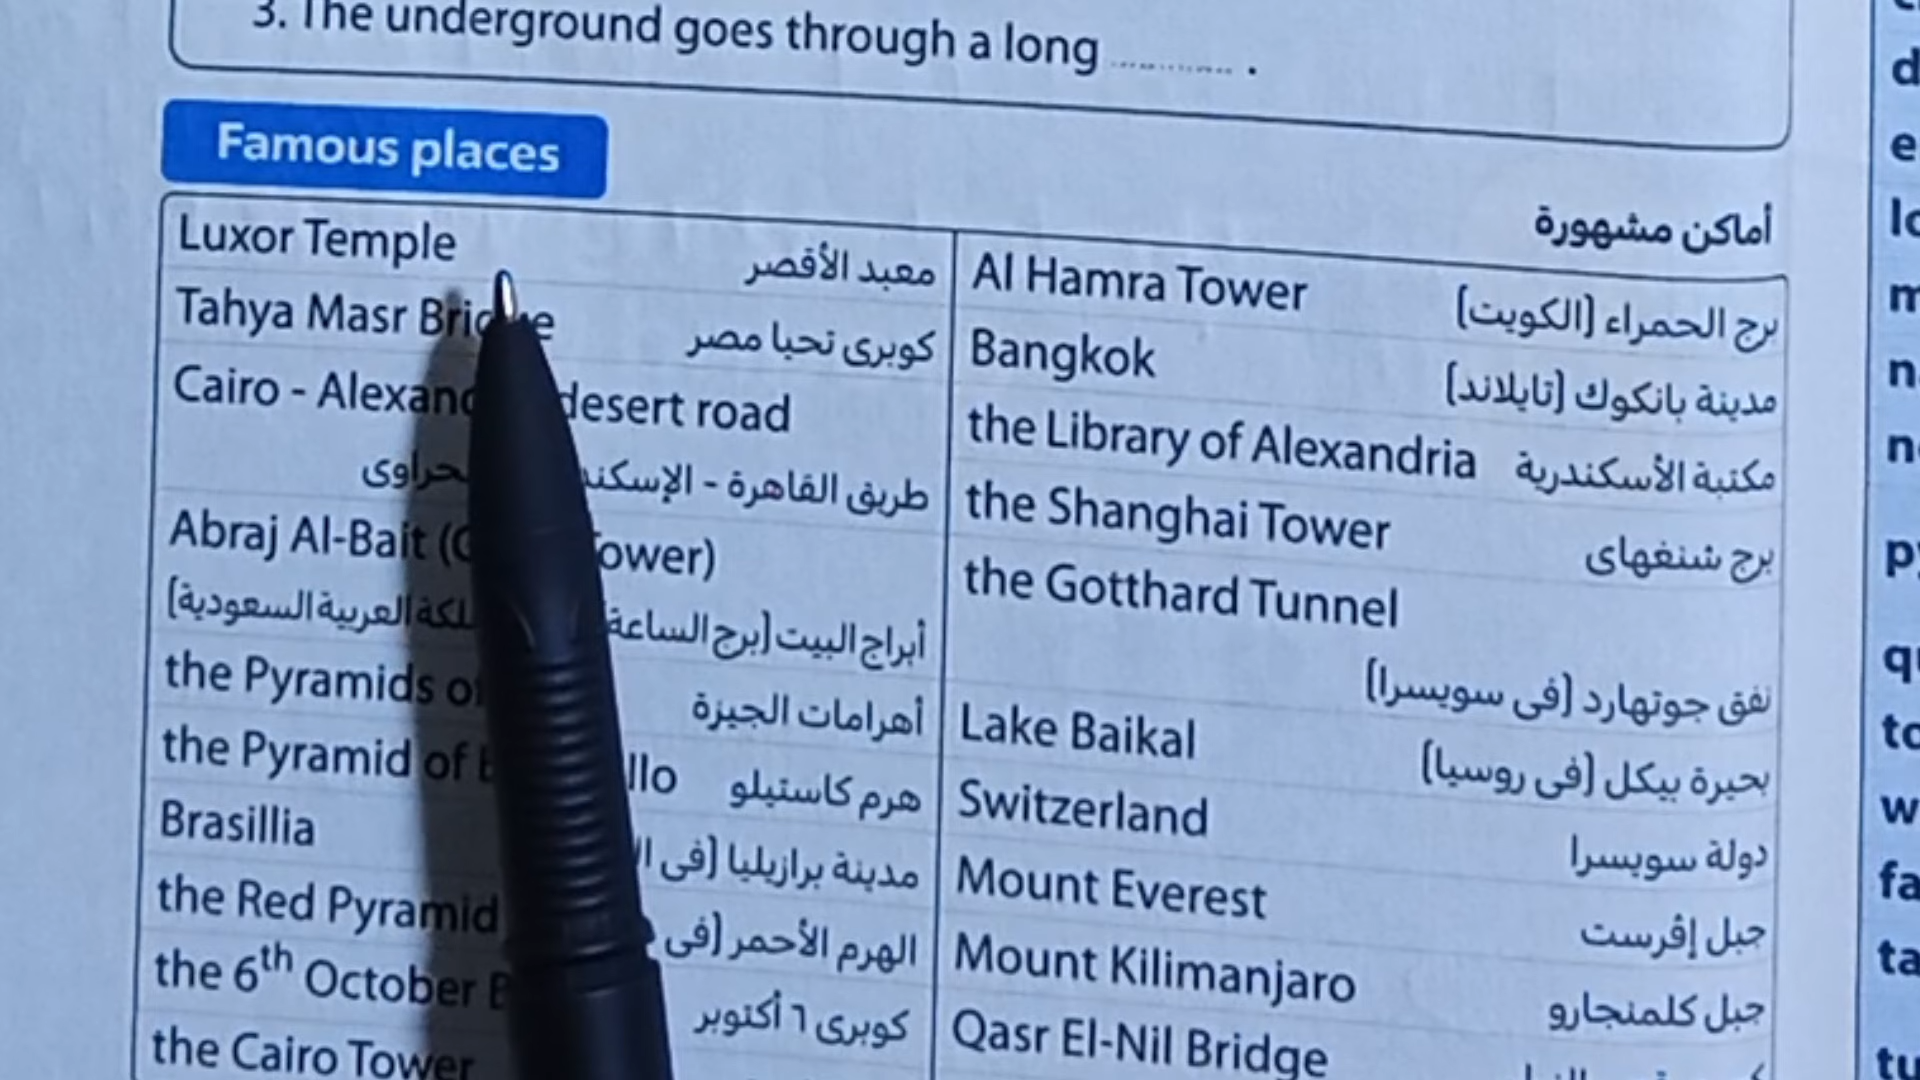 3. The underground goes through a long ............ .
Famous places
أماكن مشهورة
Luxor Temple معبد الأقصر
Tahya Masr كوبرى تحيا مصر
Cairo - desert road
طريق القاهرة -
Abraj Al-Bait
أبراج البيت (برج الساعة العربية السعودية)
the Pyramids أهرامات الجيزة
the Pyramid of هرم كاستيلو
Brasillia مدينة برازيليا (فى
the Red Pyramid الهرم الأحمر (فى
the 6th October كوبرى ٦ أكتوبر
the Cairo Tower
Al Hamra Tower برج الحمراء (الكويت)
Bangkok مدينة بانكوك (تايلاند)
the Library of Alexandria مكتبة الأسكندرية
the Shanghai Tower برج شنغهاى
the Gotthard Tunnel
نفق جوتهارد (فى سويسرا)
Lake Baikal بحيرة بيكل (فى روسيا)
Switzerland دولة سويسرا
Mount Everest جبل إفرست
Mount Kilimanjaro جبل كلمنجارو
Qasr El-Nil Bridge